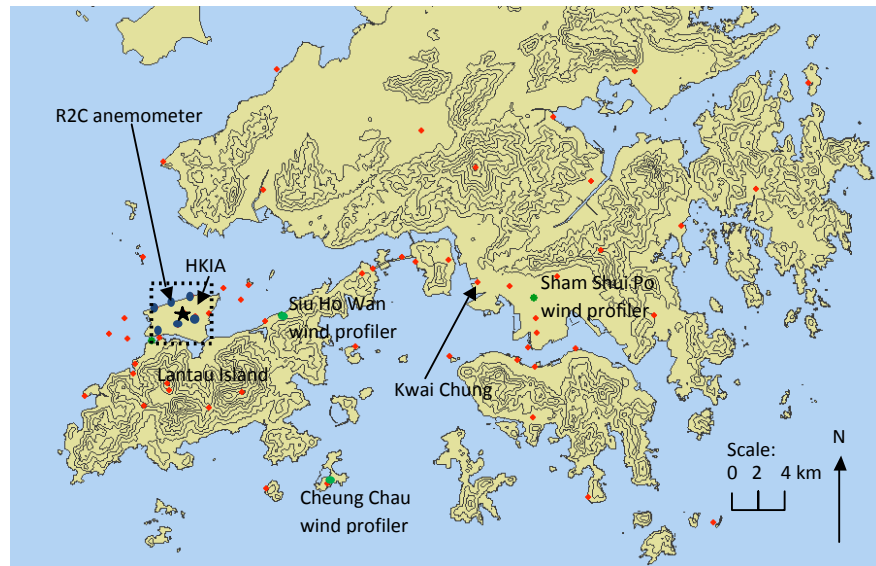 R2C anemometer
HKIA
Siu Ho Wan
wind profiler
Sham Shui Po
wind profiler
Lantau Island
Kwai Chung
Cheung Chau
wind profiler
Scale:
0 2 4 km
N